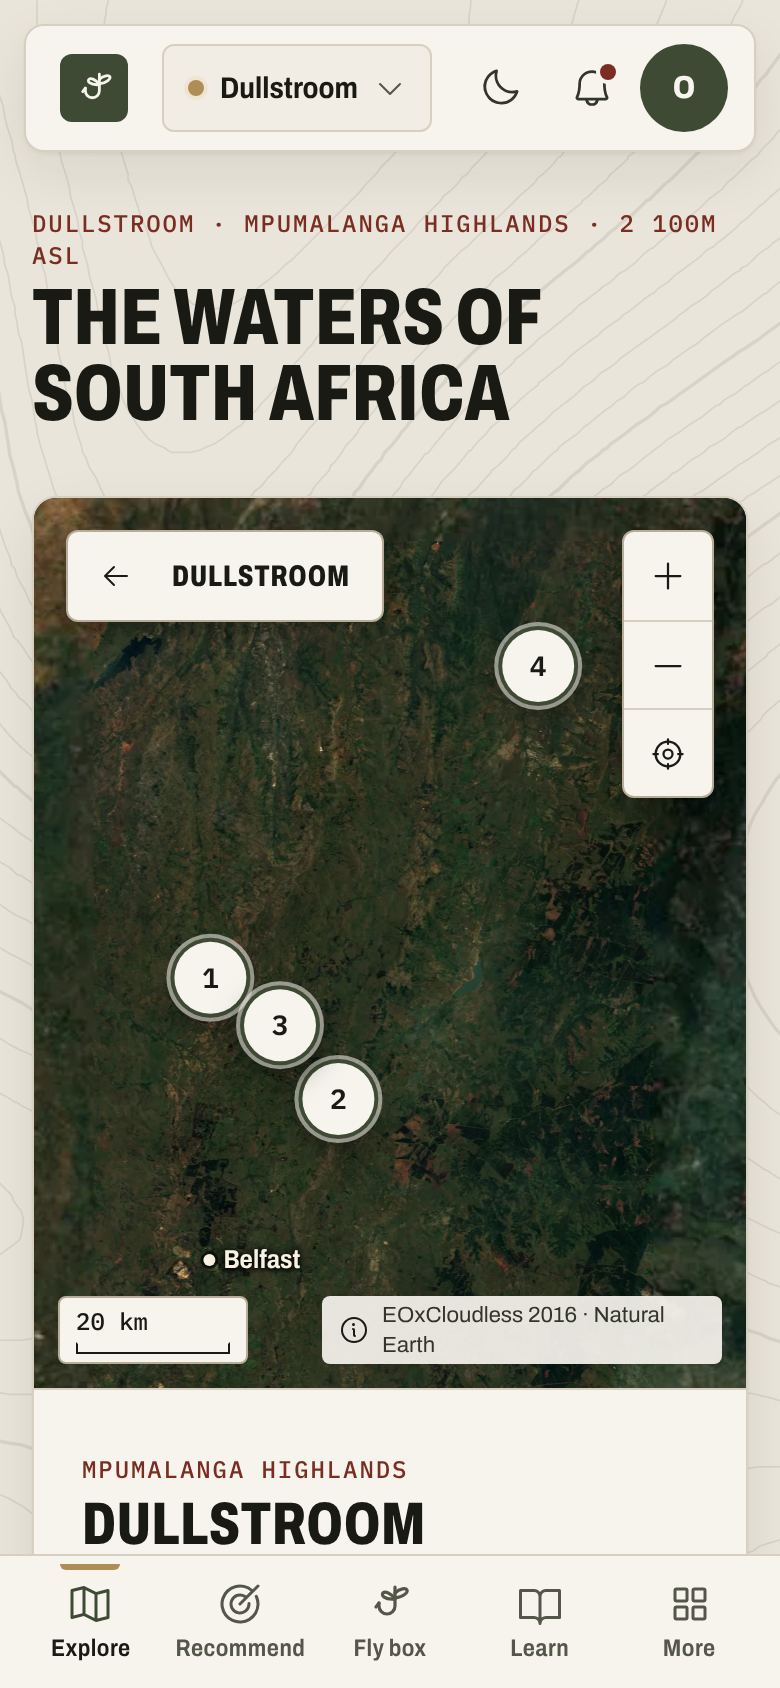 Dullstroom
O
DULLSTROOM · MPUMALANGA HIGHLANDS · 2 100M
ASL
THE WATERS OF
SOUTH AFRICA
DULLSTROOM
4
1
3
2
Belfast
20 km
EOxCloudless 2016 · Natural
Earth
MPUMALANGA HIGHLANDS
DULLSTROOM
Explore
Recommend
Fly box
Learn
More